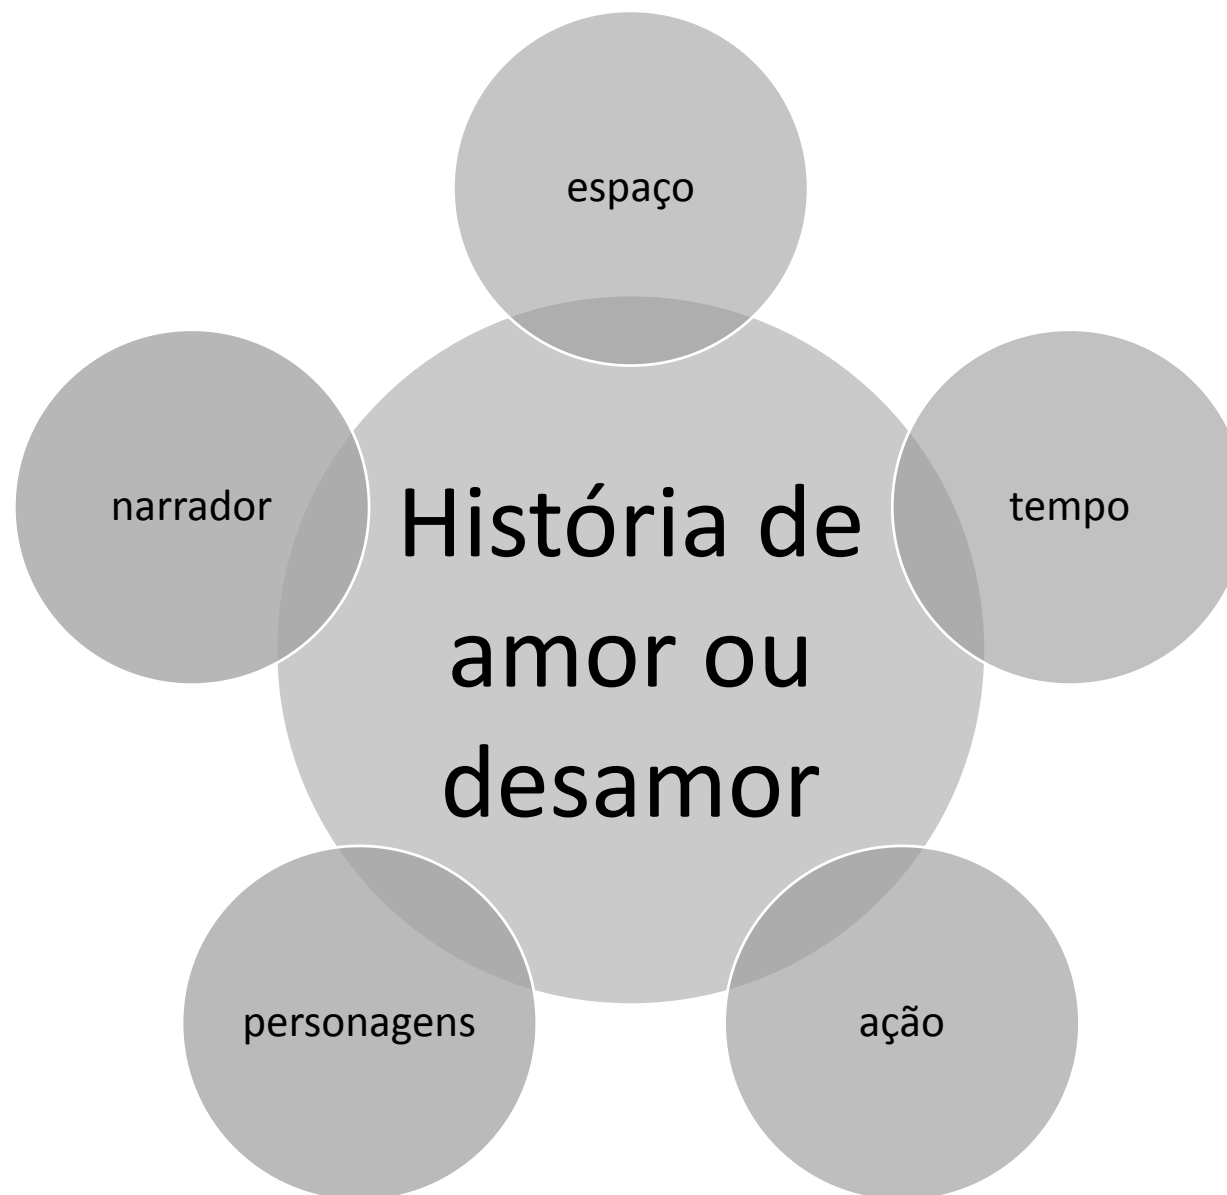 espaço
narrador
História de
amor ou
desamor
tempo
personagens
ação